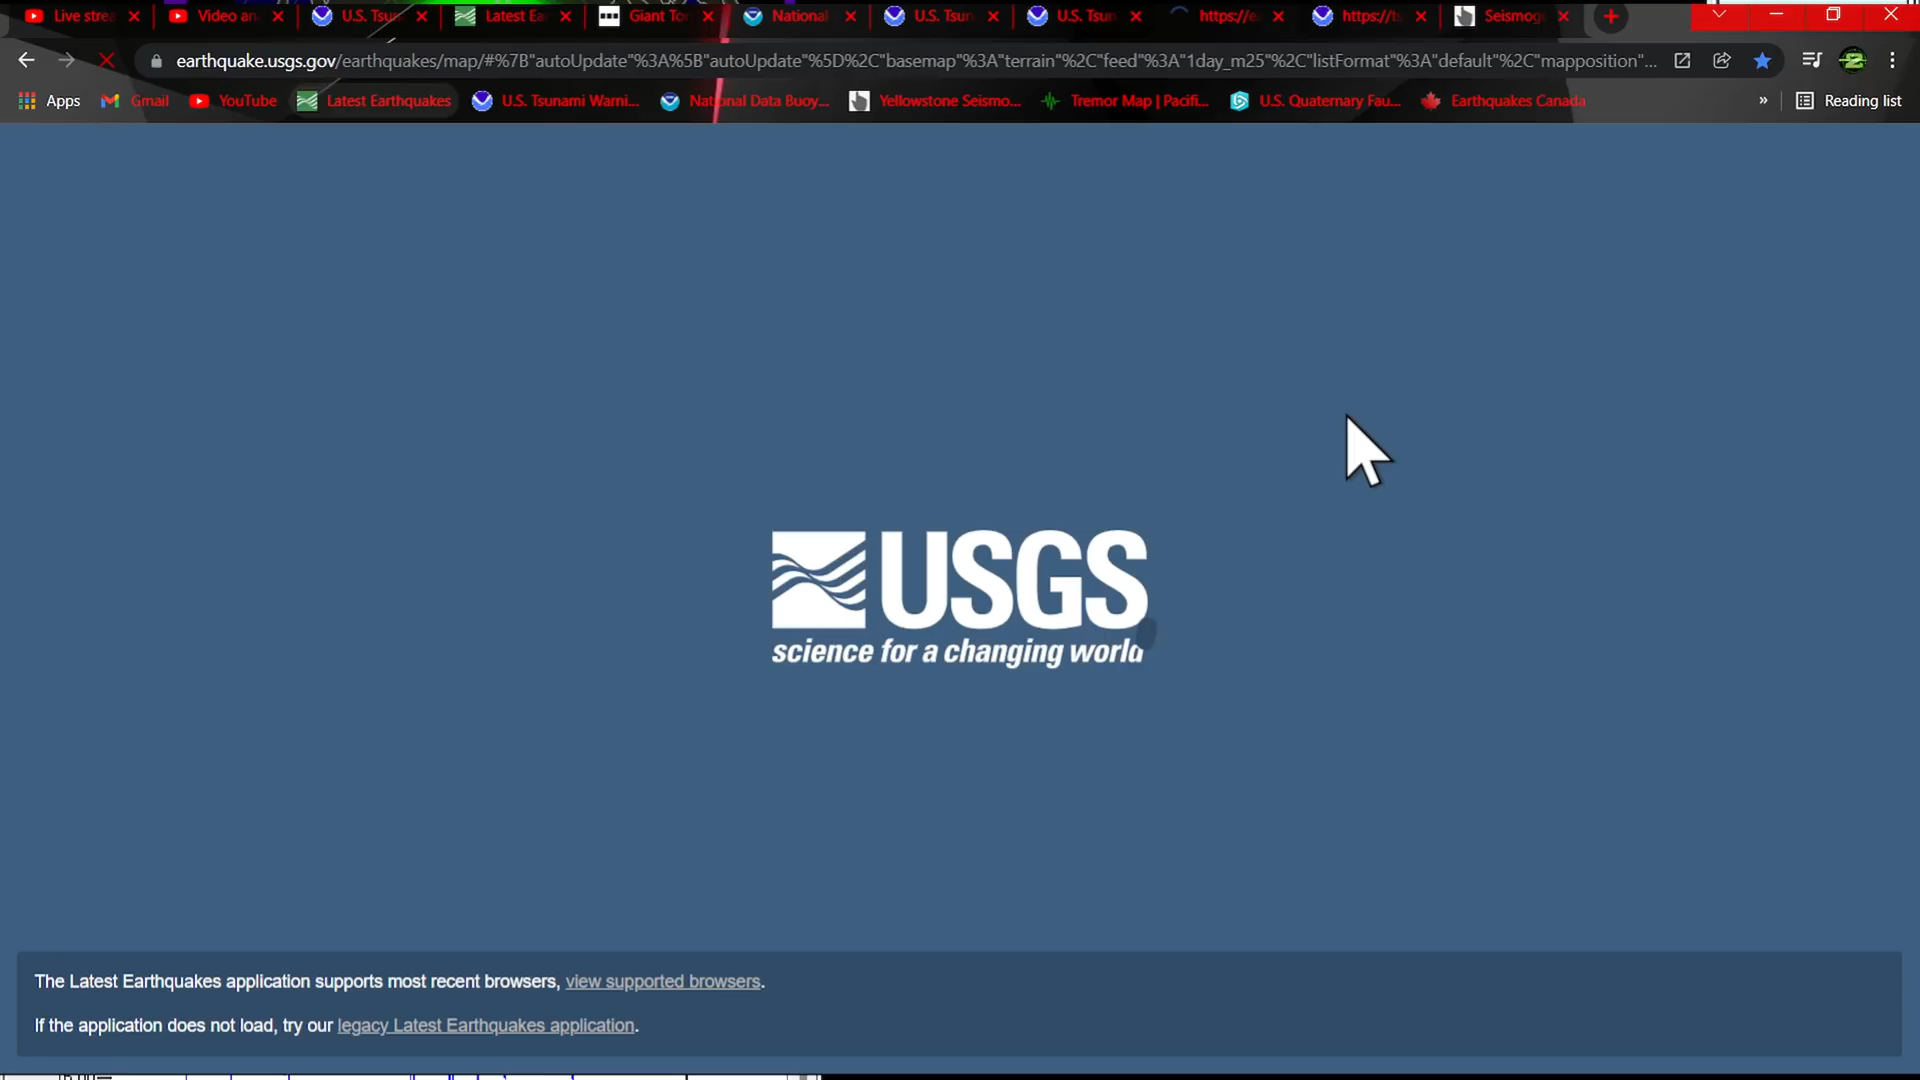 Live strea Video an U.S. Tsun Latest Ea Giant To National U.S. Tsun U.S. Tsun https://e https://ts Seismog
earthquake.usgs.gov/earthquakes/map/#%7B"autoUpdate"%3A%5B"autoUpdate"%5D%2C"basemap"%3A"terrain"%2C"feed"%3A"1day_m25"%2C"listFormat"%3A"default"%2C"mapposition"...
Apps Gmail YouTube Latest Earthquakes U.S. Tsunami Warni... National Data Buoy... Yellowstone Seismo... Tremor Map | Pacifi... U.S. Quaternary Fau... Earthquakes Canada » Reading list
USGS
science for a changing world
The Latest Earthquakes application supports most recent browsers, view supported browsers.
If the application does not load, try our legacy Latest Earthquakes application.